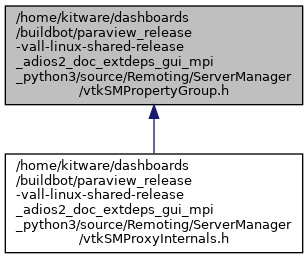 /home/kitware/dashboards
/buildbot/paraview_release
-vall-linux-shared-release
_adios2_doc_extdeps_gui_mpi
_python3/source/Remoting/ServerManager
/vtkSMPropertyGroup.h
/home/kitware/dashboards
/buildbot/paraview_release
-vall-linux-shared-release
_adios2_doc_extdeps_gui_mpi
_python3/source/Remoting/ServerManager
/vtkSMProxyInternals.h